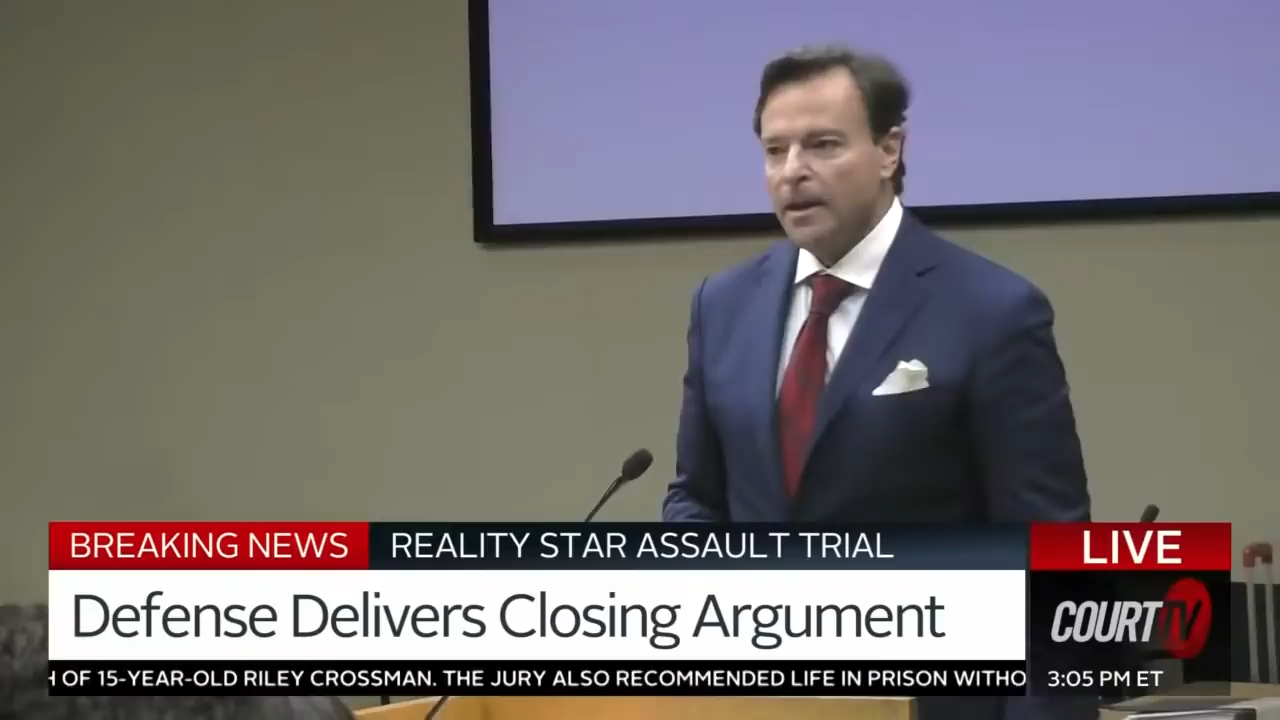 BREAKING NEWS
REALITY STAR ASSAULT TRIAL
LIVE
Defense Delivers Closing Argument
COURT TV
OF 15-YEAR-OLD RILEY CROSSMAN. THE JURY ALSO RECOMMENDED LIFE IN PRISON WITHO
3:05 PM ET